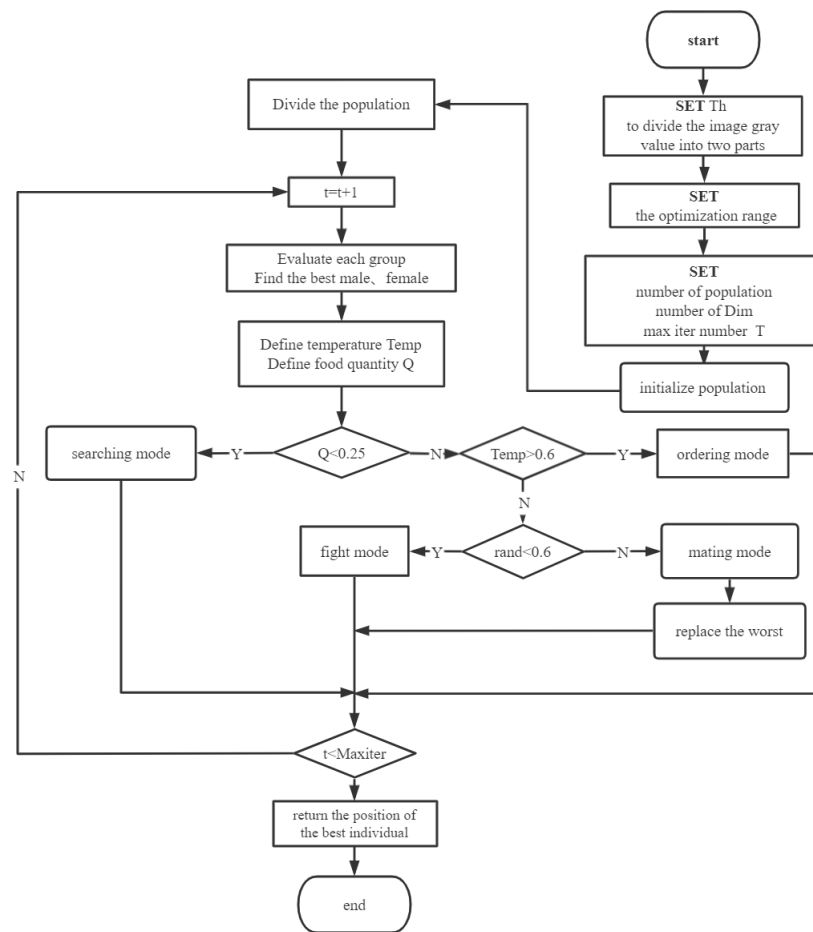 start
SET Th
to divide the image gray
value into two parts
SET
the optimization range
SET
number of population
number of Dim
max iter number T
initialize population
Divide the population
t=t+1
Evaluate each group
Find the best male、female
Define temperature Temp
Define food quantity Q
Q<0.25
Y
searching mode
N
Temp>0.6
Y
ordering mode
N
rand<0.6
Y
fight mode
N
mating mode
replace the worst
t<Maxiter
N
return the position of
the best individual
end